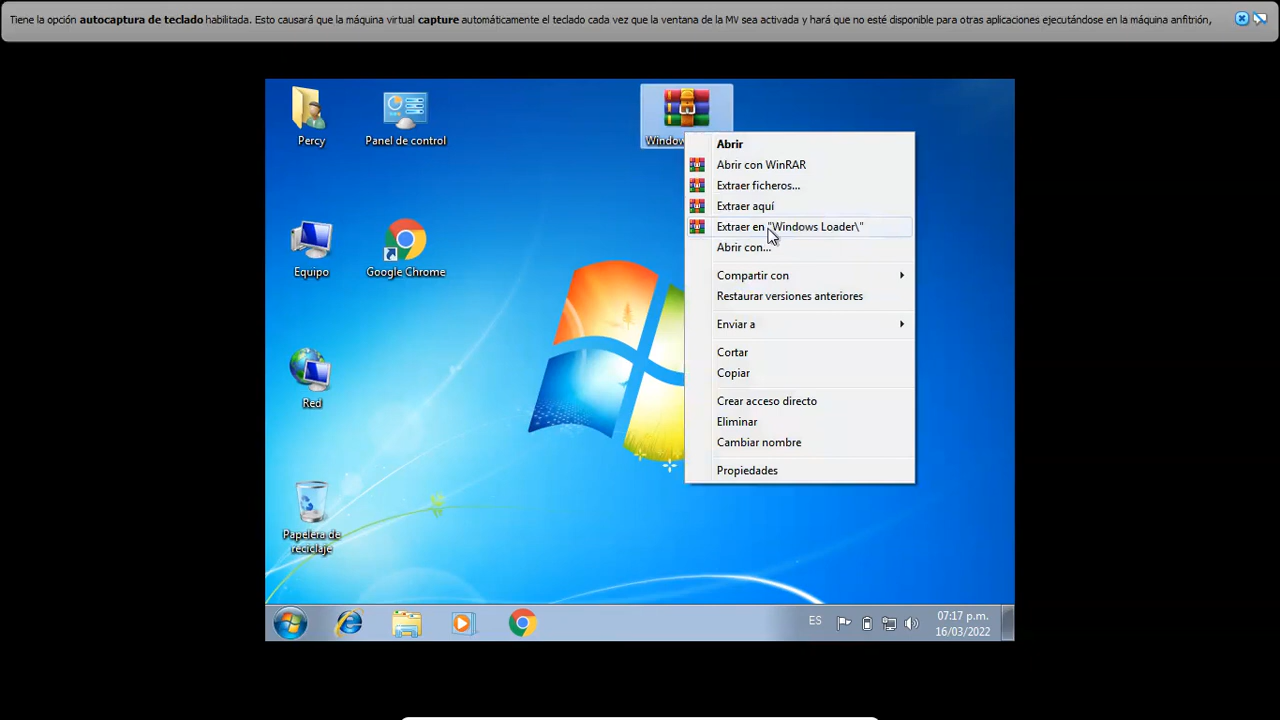 Tiene la opción autocaptura de teclado habilitada. Esto causará que la máquina virtual capture automáticamente el teclado cada vez que la ventana de la MV sea activada y hará que no esté disponible para otras aplicaciones ejecutándose en la máquina anfitrión,
Percy
Panel de control
Window
Abrir
Abrir con WinRAR
Extraer ficheros...
Extraer aquí
Extraer en "Windows Loader\"
Abrir con...
Compartir con
Restaurar versiones anteriores
Enviar a
Cortar
Copiar
Crear acceso directo
Eliminar
Cambiar nombre
Propiedades
Equipo
Google Chrome
Red
Papelera de
reciclaje
ES
07:17 p.m.
16/03/2022